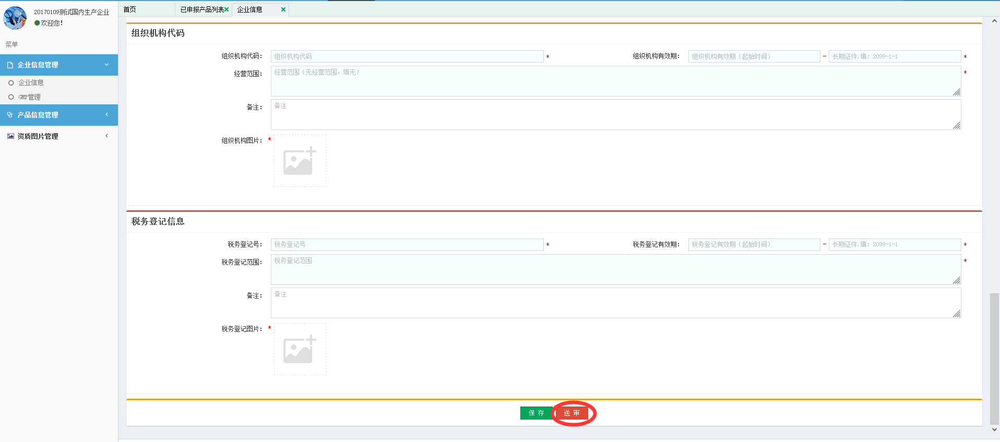 20170109测试国内生产企业
欢迎您！
菜单
企业信息管理
企业信息
GMP管理
产品信息管理
资质图片管理
首页
已申报产品列表
企业信息
组织机构代码
组织机构代码：
组织机构代码
*
组织机构有效期：
组织机构有效期（起始时间）
-
长期证件,填：2099-1-1
*
经营范围：
经营范围（无经营范围，填无）
*
备注：
备注
组织机构图片：
*
税务登记信息
税务登记号：
税务登记号
*
税务登记有效期：
税务登记有效期（起始时间）
-
长期证件,填：2099-1-1
*
税务登记范围：
税务登记范围
*
备注：
备注
税务登记图片：
*
保 存
送 审